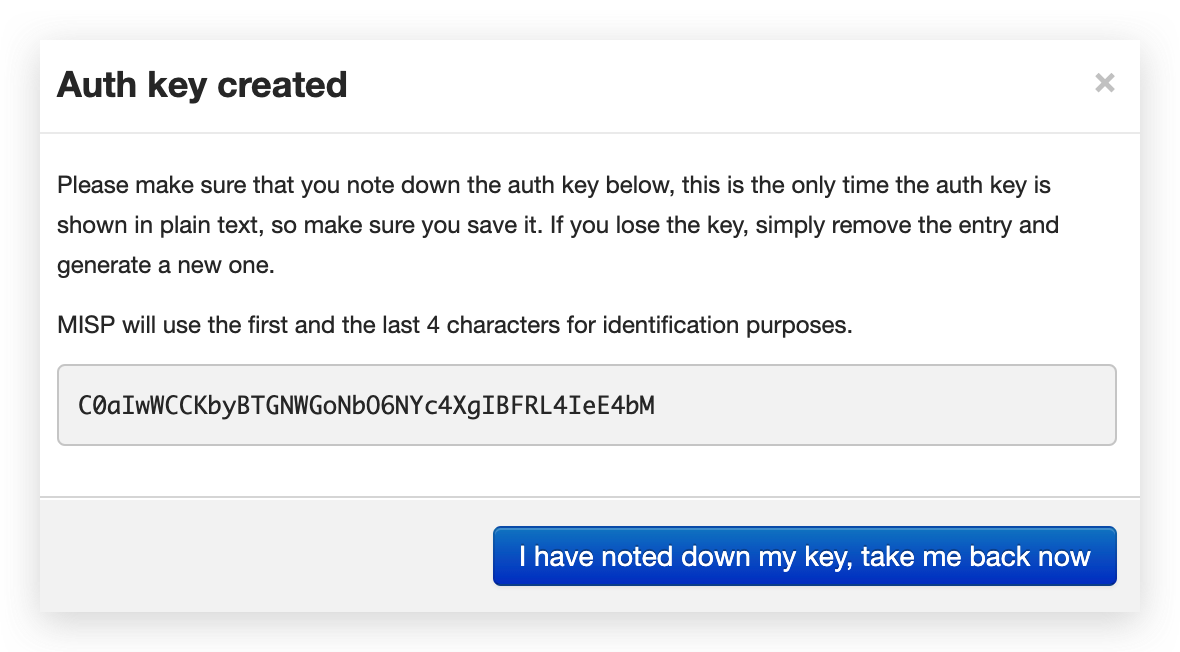 Auth key created
×
Please make sure that you note down the auth key below, this is the only time the auth key is
shown in plain text, so make sure you save it. If you lose the key, simply remove the entry and
generate a new one.
MISP will use the first and the last 4 characters for identification purposes.
C0aIwWCCKbyBTGNWGoNbO6NYc4XgIBFRL4IeE4bM
I have noted down my key, take me back now